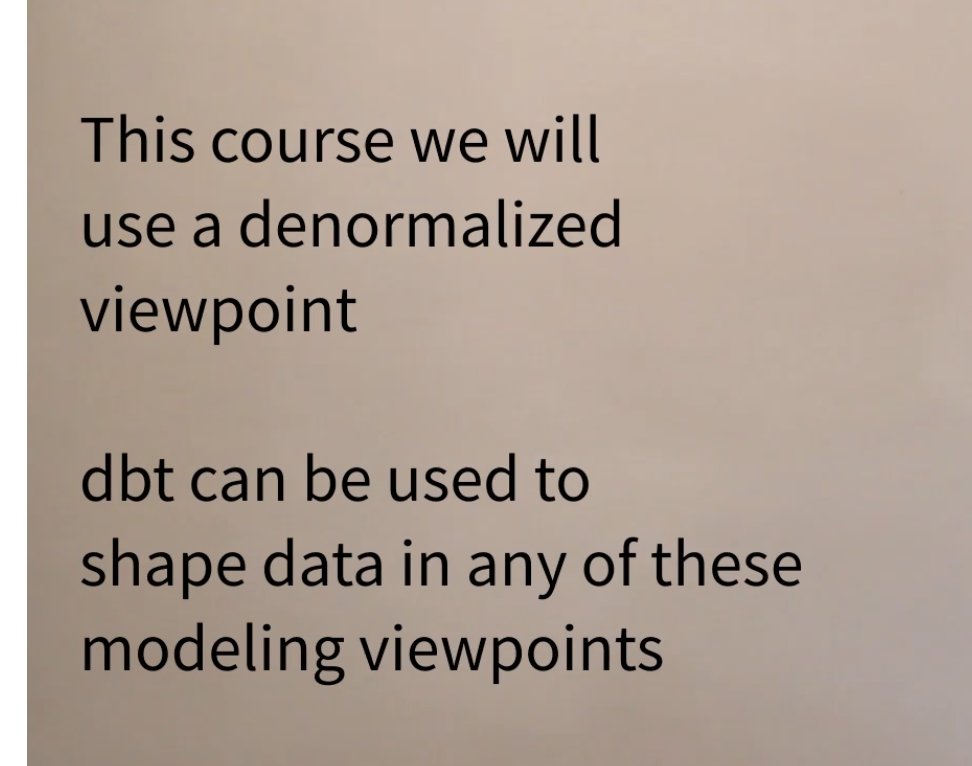 This course we will
use a denormalized
viewpoint
dbt can be used to
shape data in any of these
modeling viewpoints